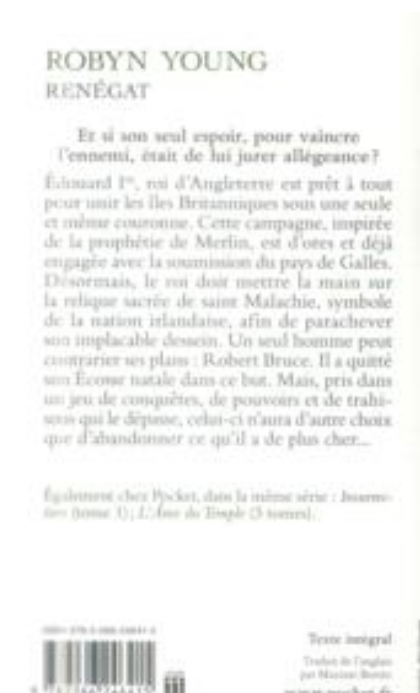 ROBYN YOUNG
RENÉGAT
Et si son seul espoir, pour vaincre
l'ennemi, était de lui jurer allégeance ?
Édouard Iᵉʳ, roi d'Angleterre est prêt à tout
pour unir les îles Britanniques sous une seule
et même couronne. Cette campagne, inspirée
de la prophétie de Merlin, est d'ores et déjà
engagée avec la soumission du pays de Galles.
Désormais, le roi doit mettre la main sur
la relique sacrée de saint Malachie, symbole
de la nation irlandaise, afin de parachever
son implacable dessein. Un seul homme peut
contrarier ses plans : Robert Bruce. Il a quitté
son Écosse natale dans ce but. Mais, pris dans
un jeu de conquêtes, de pouvoirs et de trahi-
sons qui le dépasse, celui-ci n'aura d'autre choix
que d'abandonner ce qu'il a de plus cher...
Également chez Pocket, dans la même série :
(tome 1) ; L'Âme du Temple (3 tomes).
Texte intégral
Traduit de l'anglais
par